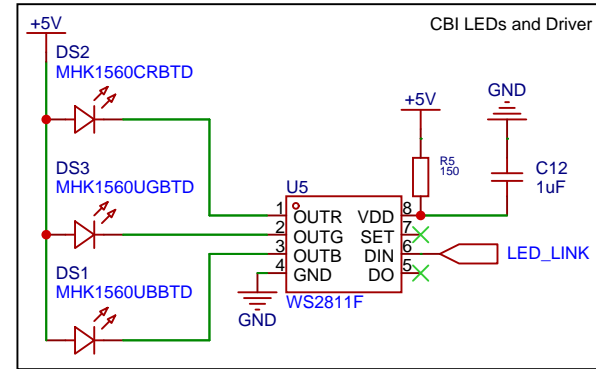 CBI LEDs and Driver
+5V
DS2
MHK1560CRBTD
DS3
MHK1560UGBTD
DS1
MHK1560UBBTD
U5
1 OUTR VDD 8
2 OUTG SET 7
3 OUTB DIN 6
4 GND DO 5
WS2811F
GND
+5V
R5
150
GND
C12
1uF
LED_LINK